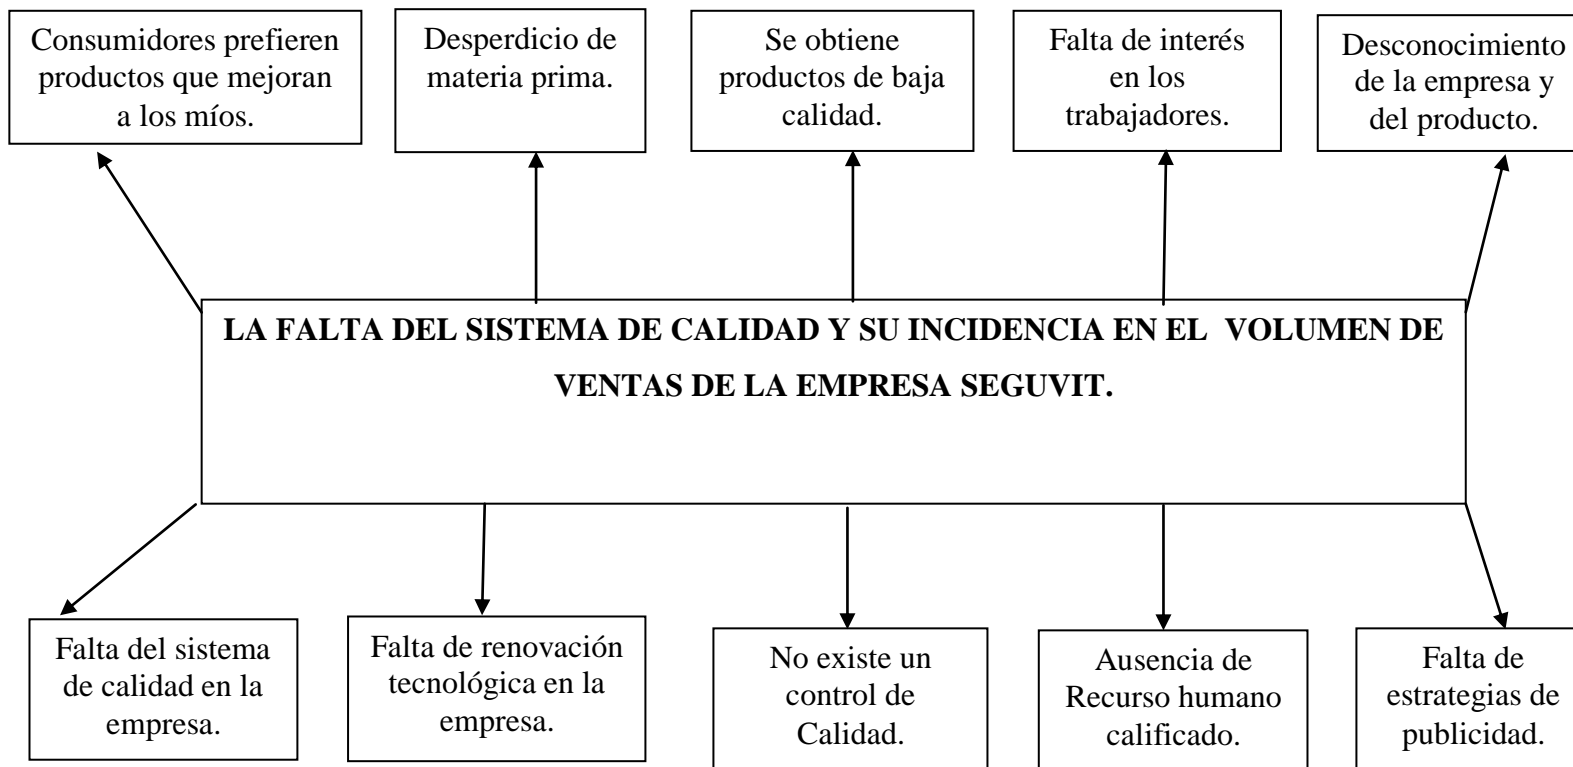 Consumidores prefieren
productos que mejoran
a los míos.
Desperdicio de
materia prima.
Se obtiene
productos de baja
calidad.
Falta de interés
en los
trabajadores.
Desconocimiento
de la empresa y
del producto.
LA FALTA DEL SISTEMA DE CALIDAD Y SU INCIDENCIA EN EL VOLUMEN DE
VENTAS DE LA EMPRESA SEGUVIT.
Falta del sistema
de calidad en la
empresa.
Falta de renovación
tecnológica en la
empresa.
No existe un
control de
Calidad.
Ausencia de
Recurso humano
calificado.
Falta de
estrategias de
publicidad.